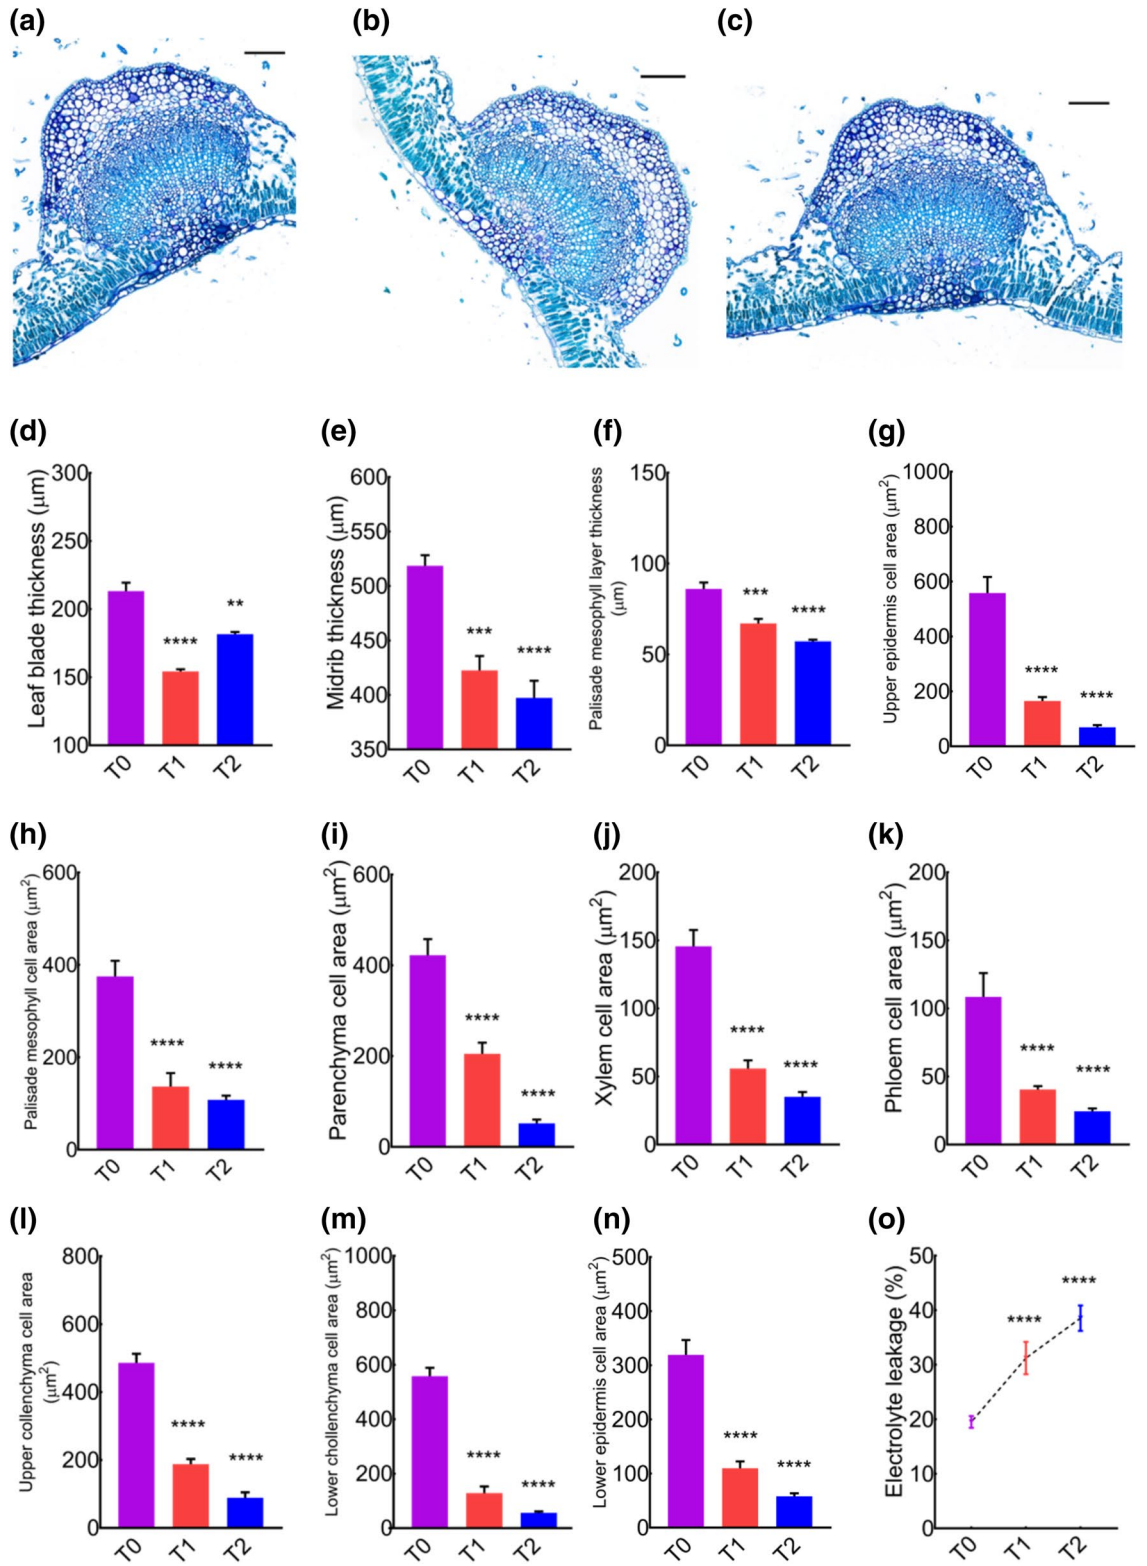 (a) (b) (c)
(d) (e) (f) (g)
Leaf blade thickness (μm)
300
250
200
150
100
****
**
T0 T1 T2
Midrib thickness (μm)
600
550
500
450
400
350
***
****
T0 T1 T2
Palisade mesophyll layer thickness
(μm)
150
100
50
0
***
****
T0 T1 T2
Upper epidermis cell area (μm²)
1000
800
600
400
200
0
****
****
T0 T1 T2
(h) (i) (j) (k)
Palisade mesophyll cell area (μm²)
600
400
200
0
****
****
T0 T1 T2
Parenchyma cell area (μm²)
600
400
200
0
****
****
T0 T1 T2
Xylem cell area (μm²)
200
150
100
50
0
****
****
T0 T1 T2
Phloem cell area (μm²)
200
150
100
50
0
****
****
T0 T1 T2
(l) (m) (n) (o)
Upper collenchyma cell area
(μm²)
800
600
400
200
0
****
****
T0 T1 T2
Lower chollenchyma cell area (μm²)
1000
800
600
400
200
0
****
****
T0 T1 T2
Lower epidermis cell area (μm²)
500
400
300
200
100
0
****
****
T0 T1 T2
Electrolyte leakage (%)
50
40
30
20
10
0
****
****
T0 T1 T2